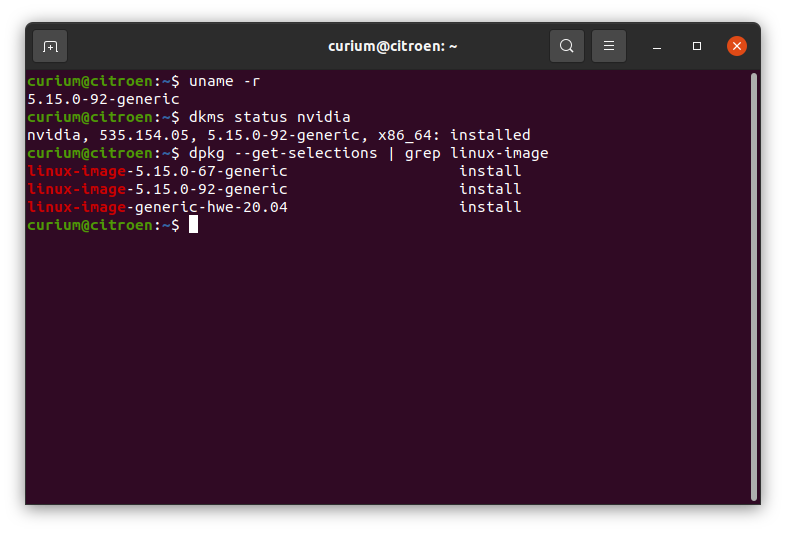 curium@citroen: ~
curium@citroen:~$ uname -r
5.15.0-92-generic
curium@citroen:~$ dkms status nvidia
nvidia, 535.154.05, 5.15.0-92-generic, x86_64: installed
curium@citroen:~$ dpkg --get-selections | grep linux-image
linux-image-5.15.0-67-generic install
linux-image-5.15.0-92-generic install
linux-image-generic-hwe-20.04 install
curium@citroen:~$